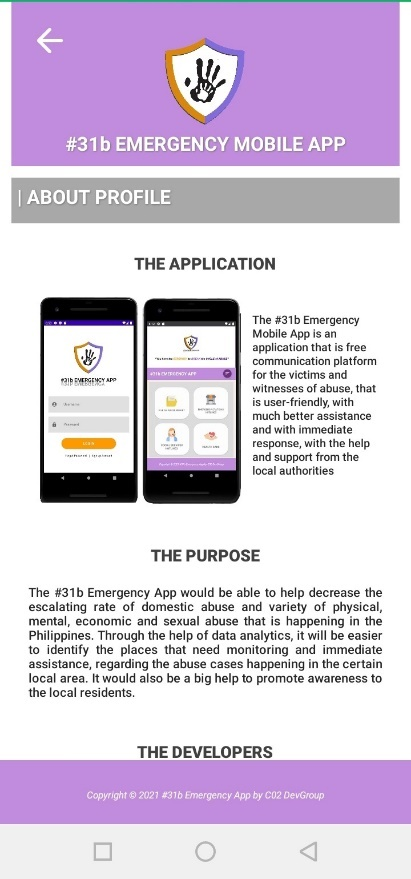 #31b EMERGENCY MOBILE APP
| ABOUT PROFILE
THE APPLICATION
#31b EMERGENCY APP
LOGIN
#31b EMERGENCY APP
The #31b Emergency
Mobile App is an
application that is free
communication platform
for the victims and
witnesses of abuse, that
is user-friendly, with
much better assistance
and with immediate
response, with the help
and support from the
local authorities
THE PURPOSE
The #31b Emergency App would be able to help decrease the
escalating rate of domestic abuse and variety of physical,
mental, economic and sexual abuse that is happening in the
Philippines. Through the help of data analytics, it will be easier
to identify the places that need monitoring and immediate
assistance, regarding the abuse cases happening in the certain
local area. It would also be a big help to promote awareness to
the local residents.
THE DEVELOPERS
Copyright © 2021 #31b Emergency App by C02 DevGroup